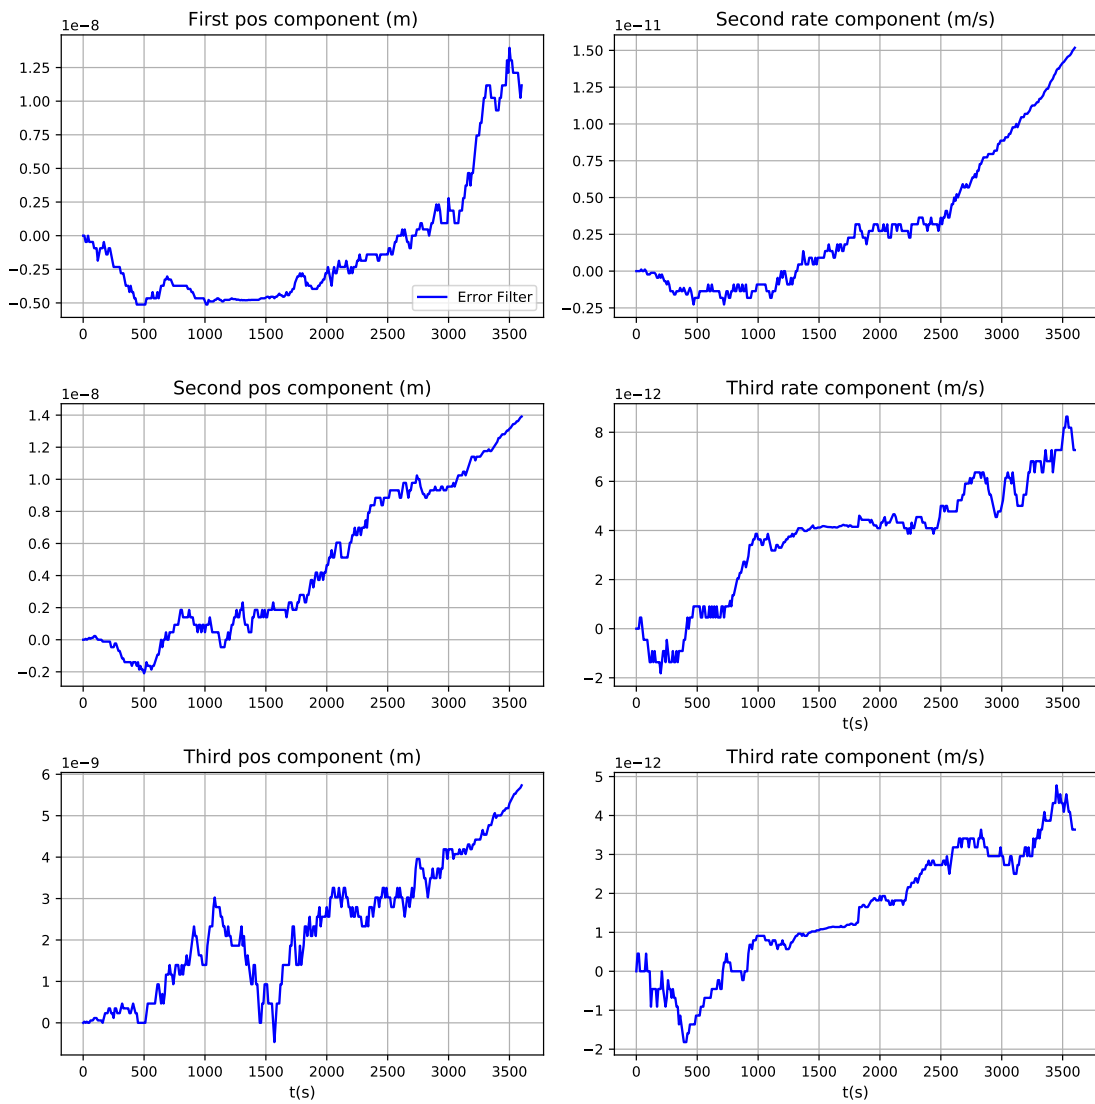 First pos component (m)
1e−8
1.25
1.00
0.75
0.50
0.25
0.00
−0.25
−0.50
0 500 1000 1500 2000 2500 3000 3500
Error Filter
Second rate component (m/s)
1e−11
1.50
1.25
1.00
0.75
0.50
0.25
0.00
−0.25
0 500 1000 1500 2000 2500 3000 3500
Second pos component (m)
1e−8
1.4
1.2
1.0
0.8
0.6
0.4
0.2
0.0
−0.2
0 500 1000 1500 2000 2500 3000 3500
Third rate component (m/s)
1e−12
8
6
4
2
0
−2
0 500 1000 1500 2000 2500 3000 3500
t(s)
Third pos component (m)
1e−9
6
5
4
3
2
1
0
0 500 1000 1500 2000 2500 3000 3500
t(s)
Third rate component (m/s)
1e−12
5
4
3
2
1
0
−1
−2
0 500 1000 1500 2000 2500 3000 3500
t(s)